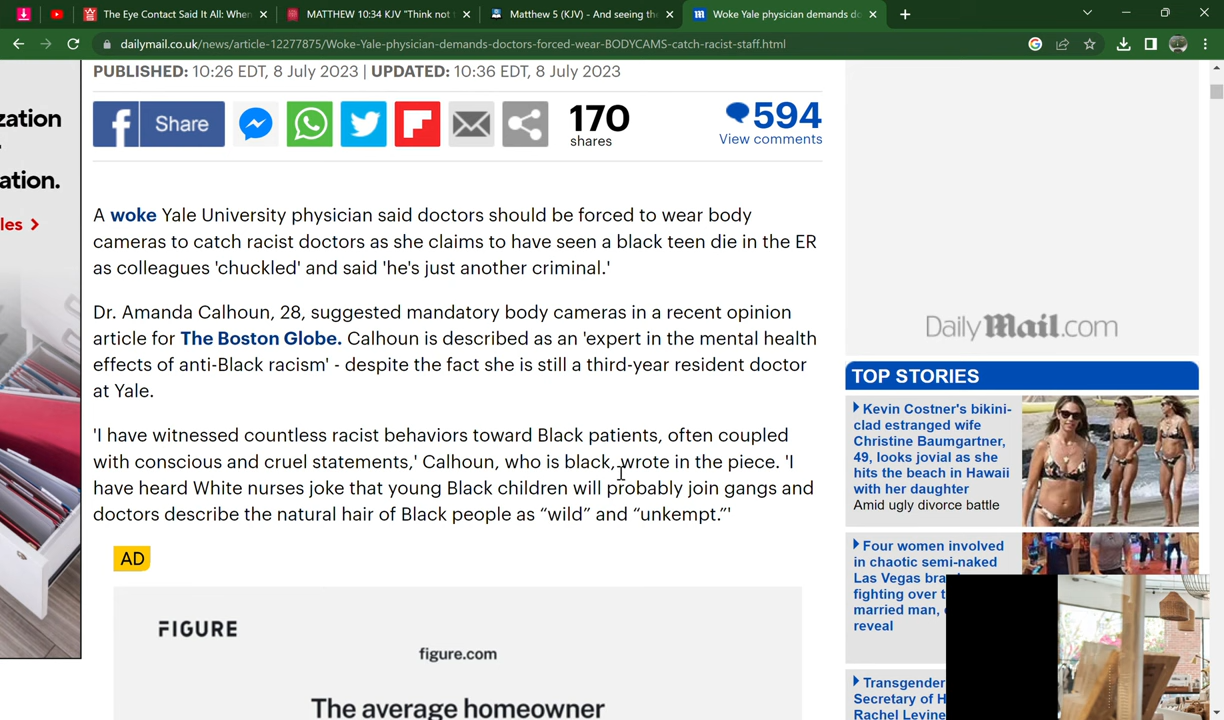 The Eye Contact Said It All: When
MATTHEW 10:34 KJV "Think not
Matthew 5 (KJV) - And seeing the
Woke Yale physician demands do
dailymail.co.uk/news/article-12277875/Woke-Yale-physician-demands-doctors-forced-wear-BODYCAMS-catch-racist-staff.html
PUBLISHED: 10:26 EDT, 8 July 2023 | UPDATED: 10:36 EDT, 8 July 2023
zation
ation.
les
Share
170
shares
594
View comments
A woke Yale University physician said doctors should be forced to wear body
cameras to catch racist doctors as she claims to have seen a black teen die in the ER
as colleagues 'chuckled' and said 'he's just another criminal.'
Dr. Amanda Calhoun, 28, suggested mandatory body cameras in a recent opinion
article for The Boston Globe. Calhoun is described as an 'expert in the mental health
effects of anti-Black racism' - despite the fact she is still a third-year resident doctor
at Yale.
'I have witnessed countless racist behaviors toward Black patients, often coupled
with conscious and cruel statements,' Calhoun, who is black, wrote in the piece. 'I
have heard White nurses joke that young Black children will probably join gangs and
doctors describe the natural hair of Black people as “wild” and “unkempt.”'
AD
FIGURE
figure.com
The average homeowner
Daily Mail.com
TOP STORIES
Kevin Costner's bikini-
clad estranged wife
Christine Baumgartner,
49, looks jovial as she
hits the beach in Hawaii
with her daughter
Amid ugly divorce battle
Four women involved
in chaotic semi-naked
Las Vegas
fighting over
married man,
reveal
Transgender
Secretary of
Rachel Levine